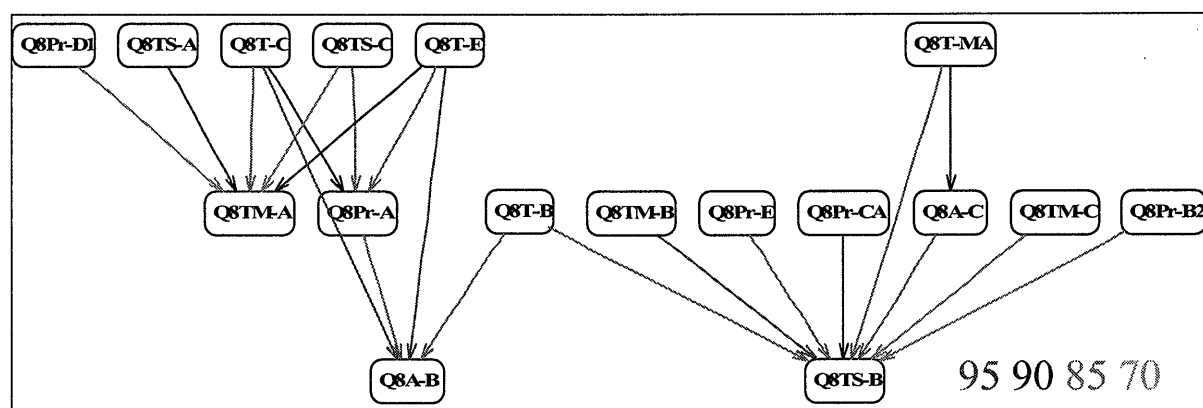 Q8Pr-D1 Q8TS-A Q8T-C Q8TS-C Q8T-E Q8T-MA
Q8TM-A Q8Pr-A Q8T-B Q8TM-B Q8Pr-E Q8Pr-CA Q8A-C Q8TM-C Q8Pr-B2
Q8A-B Q8TS-B 95 90 85 70